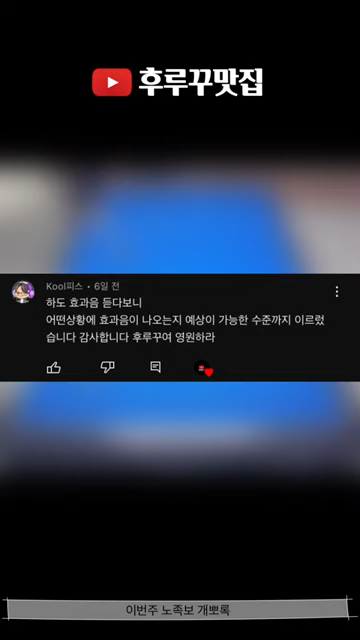 후루꾸맛집
Kool피스 • 6일 전
하도 효과음 듣다보니
어떤상황에 효과음이 나오는지 예상이 가능한 수준까지 이르렀
습니다 감사합니다 후루꾸여 영원하라
이번주 노족보 개뽀록